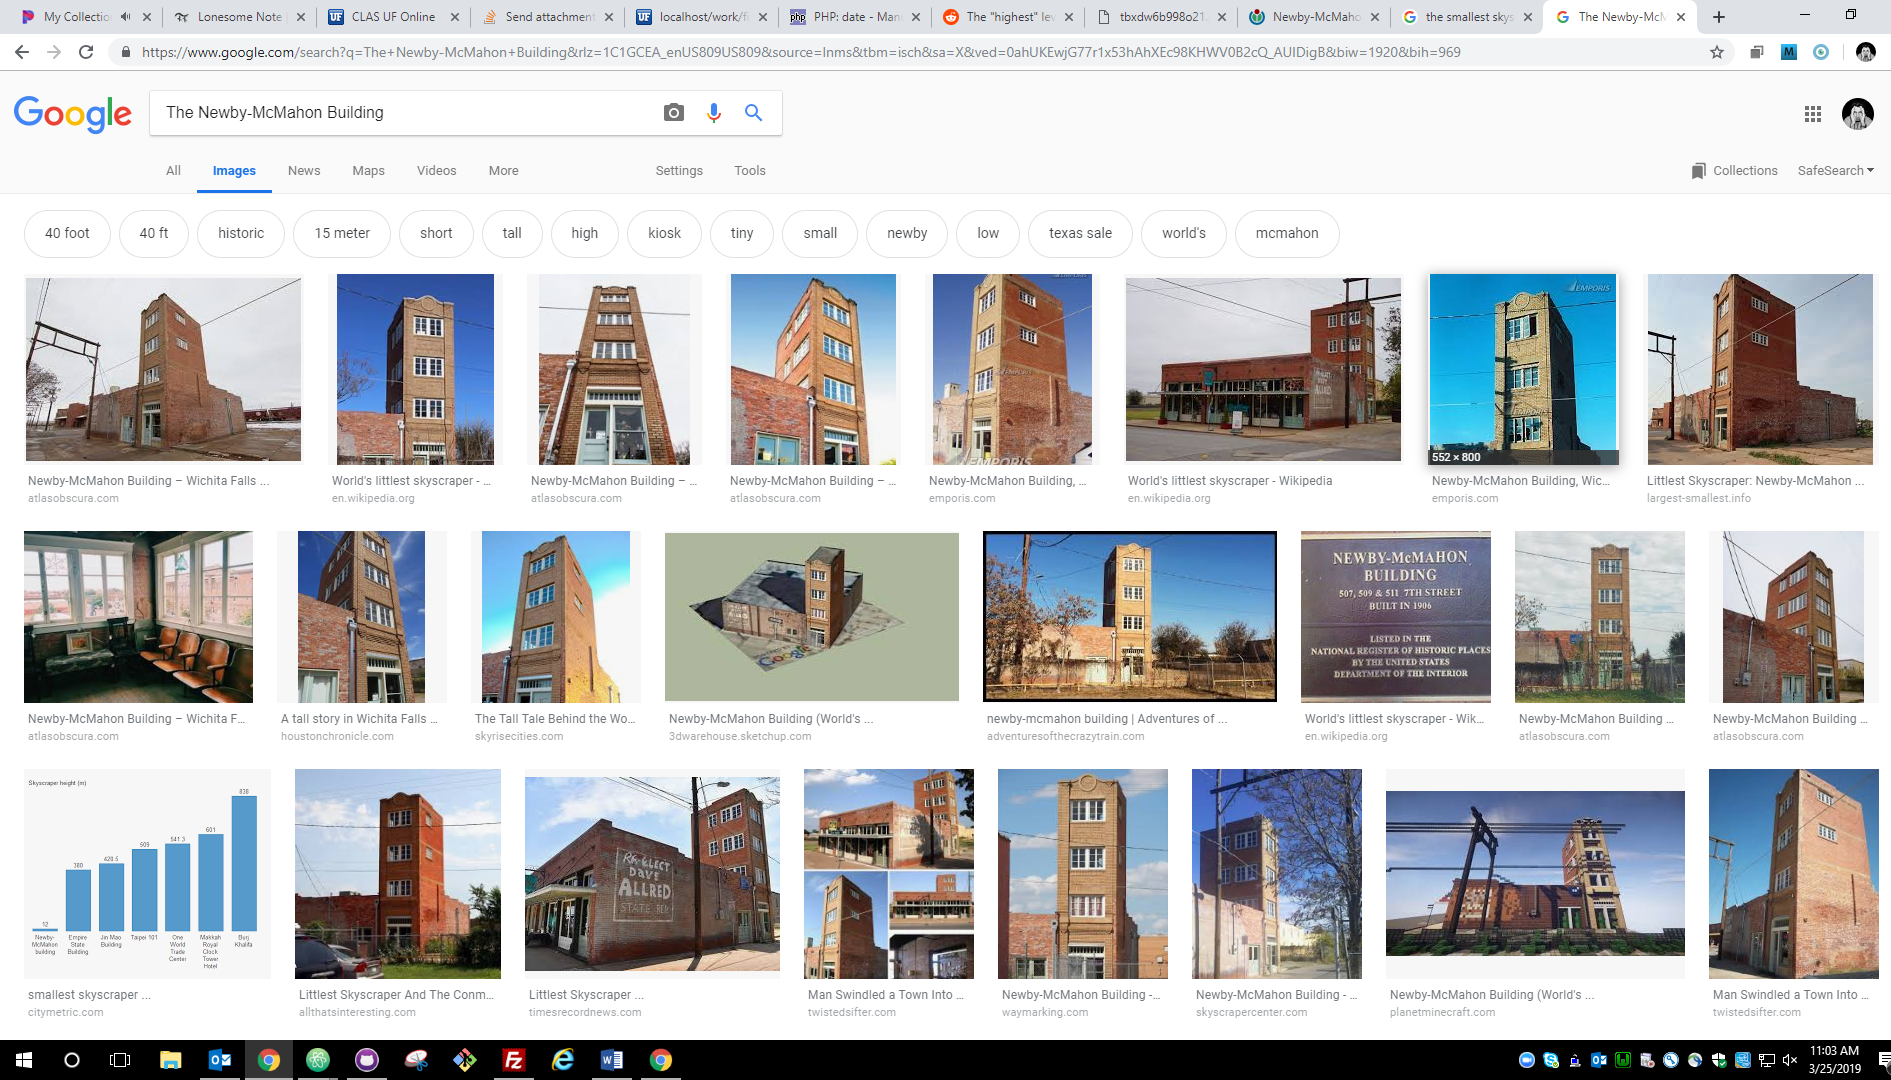 My Collectio
Lonesome Note
CLAS UF Online
Send attachment
localhost/work/f
PHP: date - Man
The "highest" lev
tbxdw6b998o21
Newby-McMaho
the smallest skys
The Newby-McM
https://www.google.com/search?q=The+Newby-McMahon+Building&rlz=1C1GCEA_enUS809US809&source=lnms&tbm=isch&sa=X&ved=0ahUKEwjG77r1x53hAhXEc98KHWV0B2cQ_AUIDigB&biw=1920&bih=969
Google
The Newby-McMahon Building
All Images News Maps Videos More Settings Tools
Collections SafeSearch
40 foot 40 ft historic 15 meter short tall high kiosk tiny small newby low texas sale world's mcmahon
EMPORIS
552 × 800
Newby-McMahon Building – Wichita Falls ...
atlasobscura.com
World's littlest skyscraper - ...
en.wikipedia.org
Newby-McMahon Building – ...
atlasobscura.com
Newby-McMahon Building – ...
atlasobscura.com
Newby-McMahon Building, ...
emporis.com
World's littlest skyscraper - Wikipedia
en.wikipedia.org
Newby-McMahon Building, Wic...
emporis.com
Littlest Skyscraper: Newby-McMahon ...
largest-smallest.info
NEWBY-McMAHON
BUILDING
507, 509 & 511 7TH STREET
BUILT IN 1906
LISTED IN THE
NATIONAL REGISTER OF HISTORIC PLACES
BY THE UNITED STATES
DEPARTMENT OF THE INTERIOR
Google
Newby-McMahon Building – Wichita F...
atlasobscura.com
A tall story in Wichita Falls ...
houstonchronicle.com
The Tall Tale Behind the Wo...
skyrisecities.com
Newby-McMahon Building (World's ...
3dwarehouse.sketchup.com
newby-mcmahon building | Adventures of ...
adventuresofthecrazytrain.com
World's littlest skyscraper - Wik...
en.wikipedia.org
Newby-McMahon Building ...
atlasobscura.com
Newby-McMahon Building ...
atlasobscura.com
Skyscraper height (m)
12 380 420.5 509 541.3 601 838
Newby-McMahon building
Empire State Building
Jin Mao Building
Taipei 101
One World Trade Center
Makkah Royal Clock Tower Hotel
Burj Khalifa
RE-ELECT
DAVE
ALLRED
STATE REP.
smallest skyscraper ...
citymetric.com
Littlest Skyscraper And The Conm...
allthatsinteresting.com
Littlest Skyscraper ...
timesrecordnews.com
Man Swindled a Town Into ...
twistedsifter.com
Newby-McMahon Building -...
waymarking.com
Newby-McMahon Building - ...
skyscrapercenter.com
Newby-McMahon Building (World's ...
planetminecraft.com
Man Swindled a Town Into ...
twistedsifter.com
11:03 AM
3/25/2019